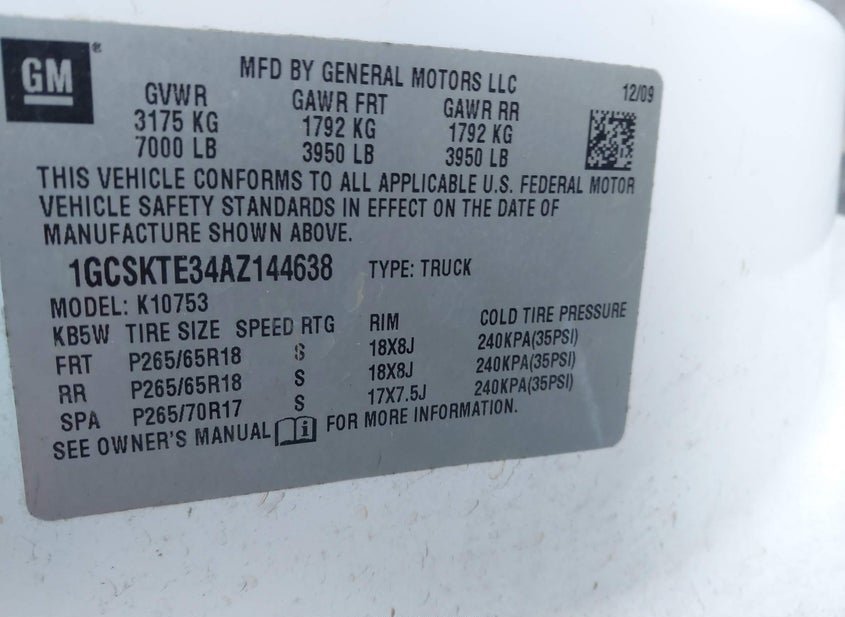 GM®
MFD BY GENERAL MOTORS LLC
12/09
GVWR GAWR FRT GAWR RR
3175 KG 1792 KG 1792 KG
7000 LB 3950 LB 3950 LB
THIS VEHICLE CONFORMS TO ALL APPLICABLE U.S. FEDERAL MOTOR
VEHICLE SAFETY STANDARDS IN EFFECT ON THE DATE OF
MANUFACTURE SHOWN ABOVE.
1GCSKTE34AZ144638 TYPE: TRUCK
MODEL: K10753
KB5W TIRE SIZE SPEED RTG RIM COLD TIRE PRESSURE
FRT P265/65R18 S 18X8J 240KPA(35PSI)
RR P265/65R18 S 18X8J 240KPA(35PSI)
SPA P265/70R17 S 17X7.5J 240KPA(35PSI)
SEE OWNER'S MANUAL i FOR MORE INFORMATION.